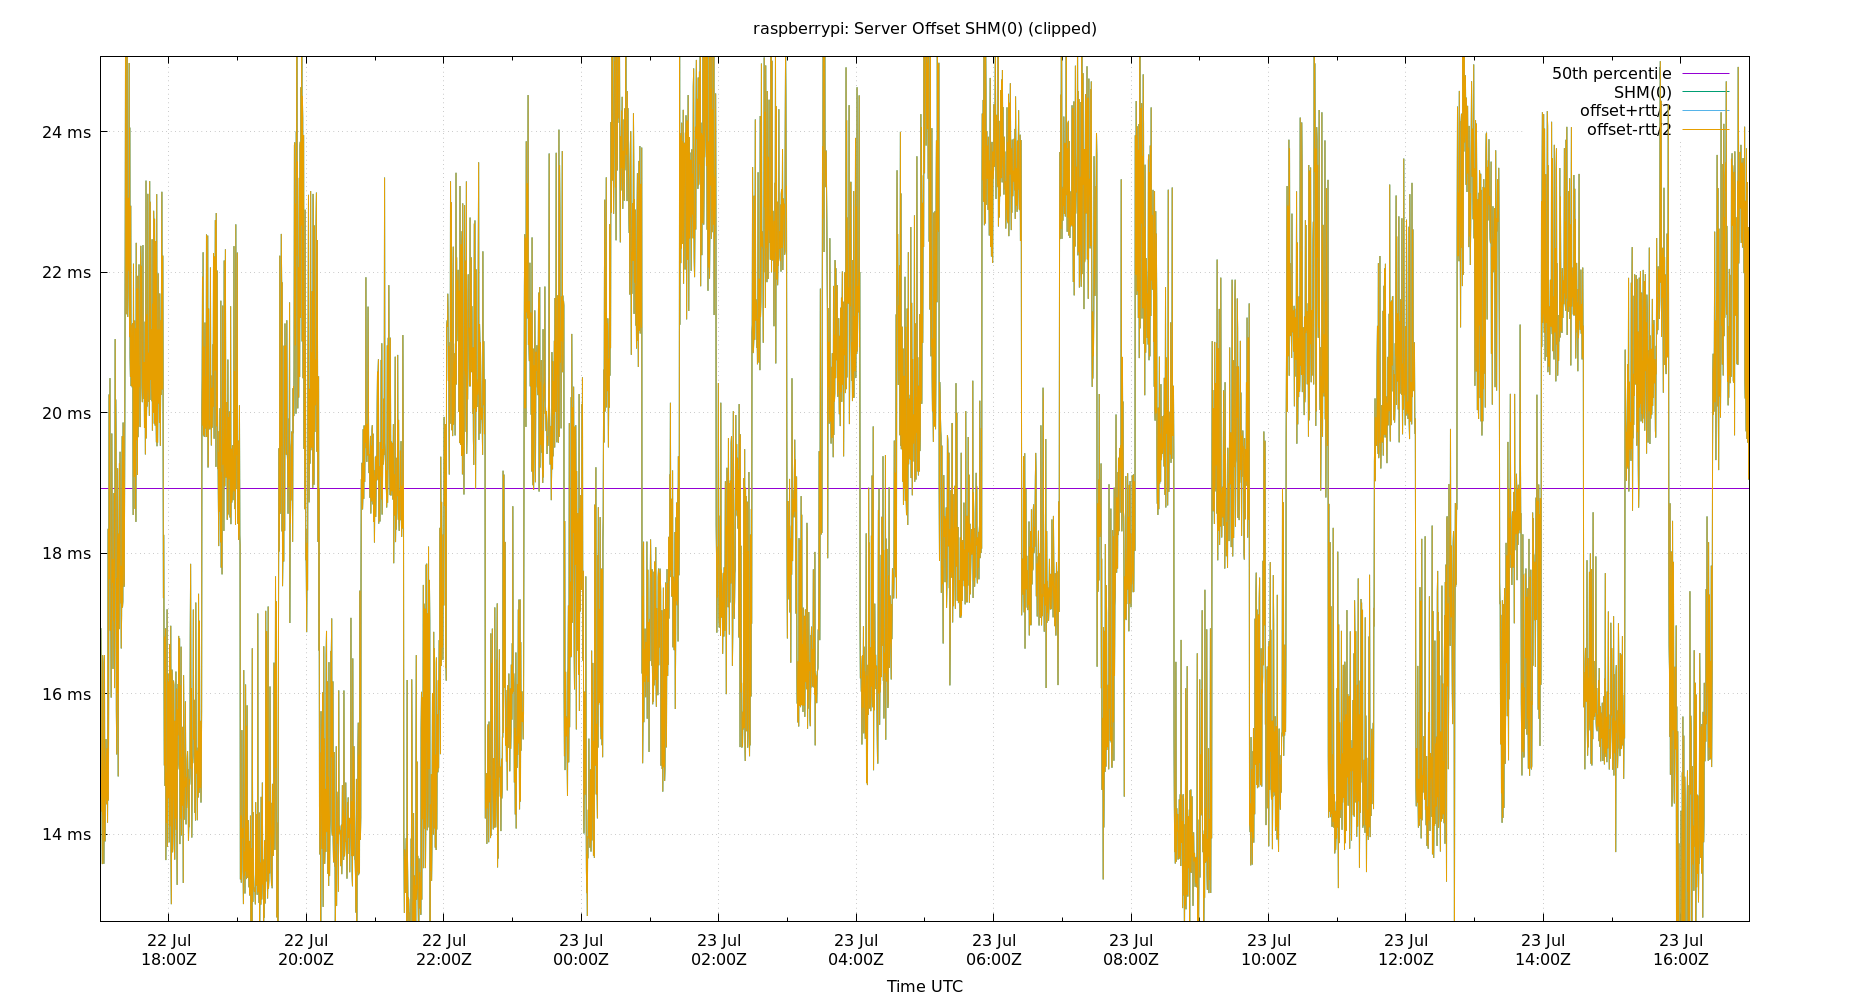 raspberrypi: Server Offset SHM(0) (clipped)
50th percentile
SHM(0)
offset+rtt/2
offset-rtt/2
24 ms
22 ms
20 ms
18 ms
16 ms
14 ms
22 Jul 22 Jul 22 Jul 23 Jul 23 Jul 23 Jul 23 Jul 23 Jul 23 Jul 23 Jul 23 Jul 23 Jul
18:00Z 20:00Z 22:00Z 00:00Z 02:00Z 04:00Z 06:00Z 08:00Z 10:00Z 12:00Z 14:00Z 16:00Z
Time UTC